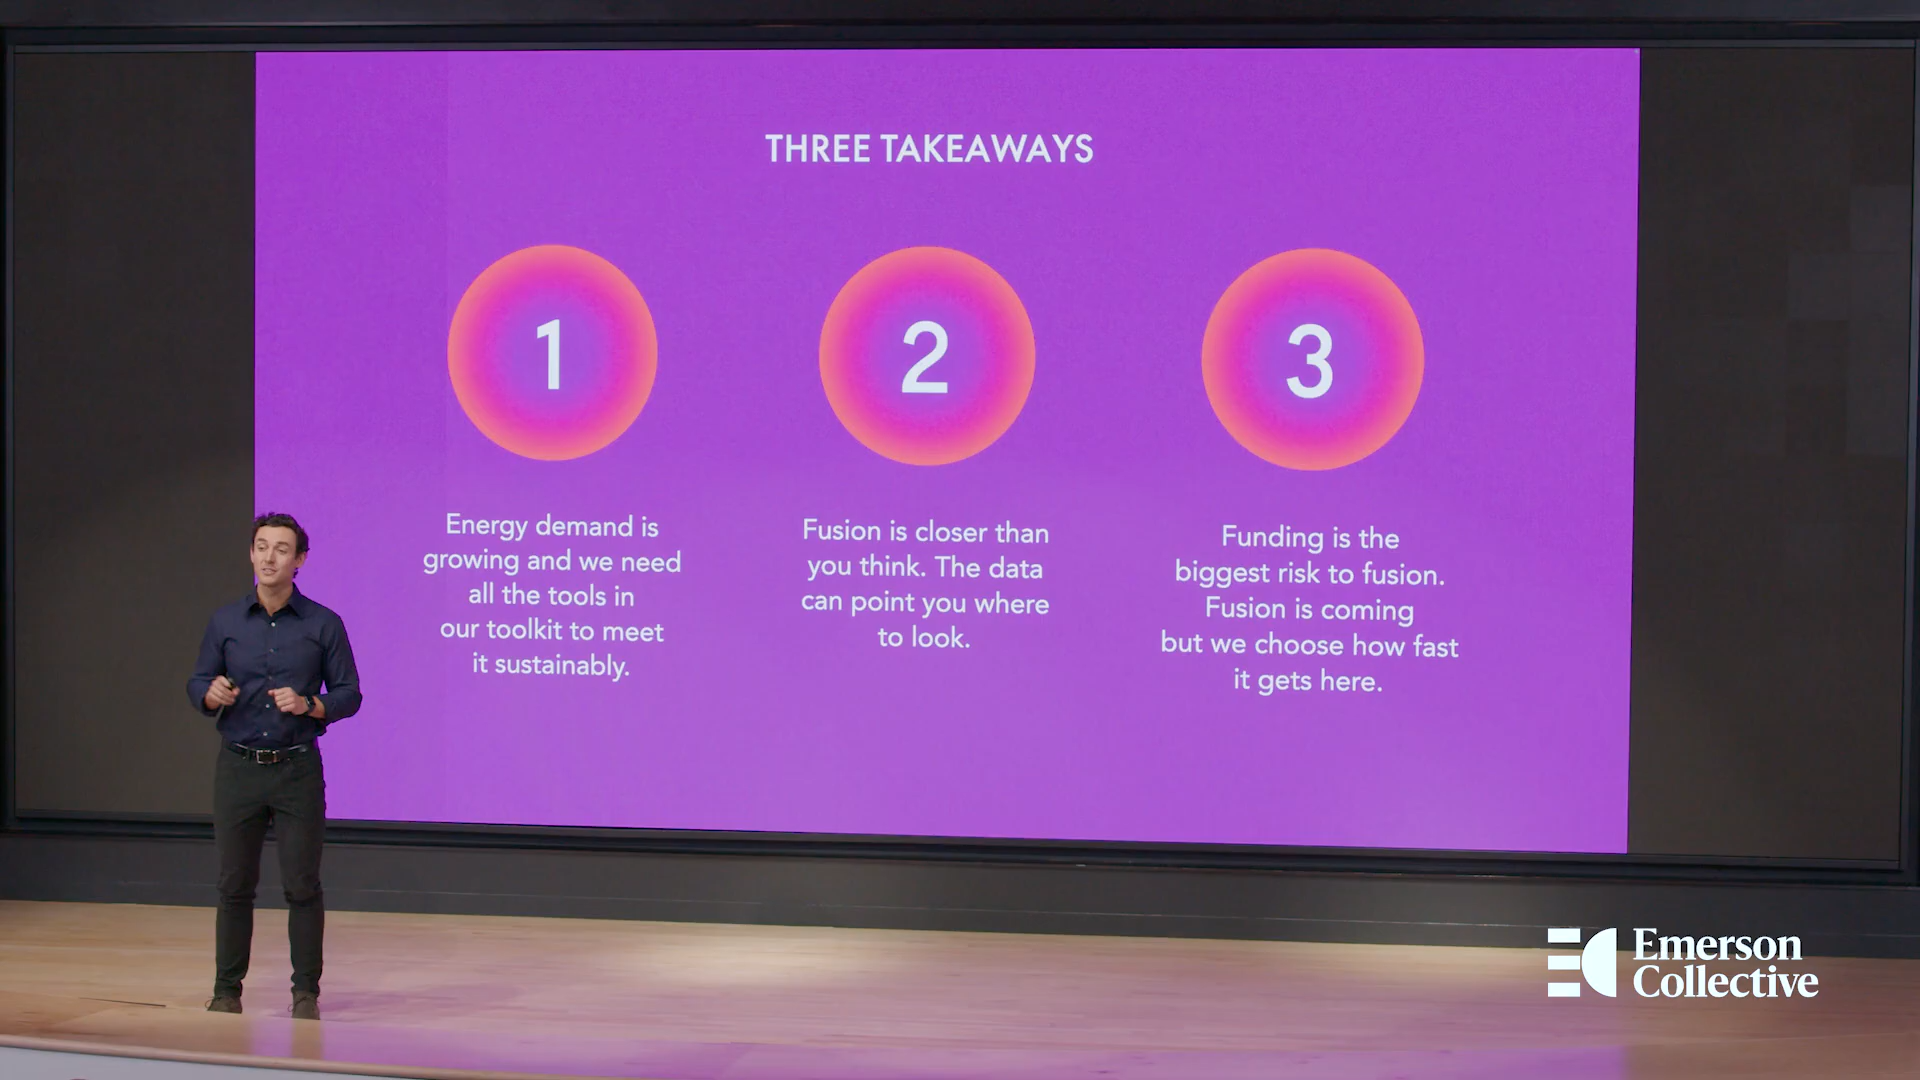 THREE TAKEAWAYS
1
2
3
Energy demand is
growing and we need
all the tools in
our toolkit to meet
it sustainably.
Fusion is closer than
you think. The data
can point you where
to look.
Funding is the
biggest risk to fusion.
Fusion is coming
but we choose how fast
it gets here.
Emerson
Collective